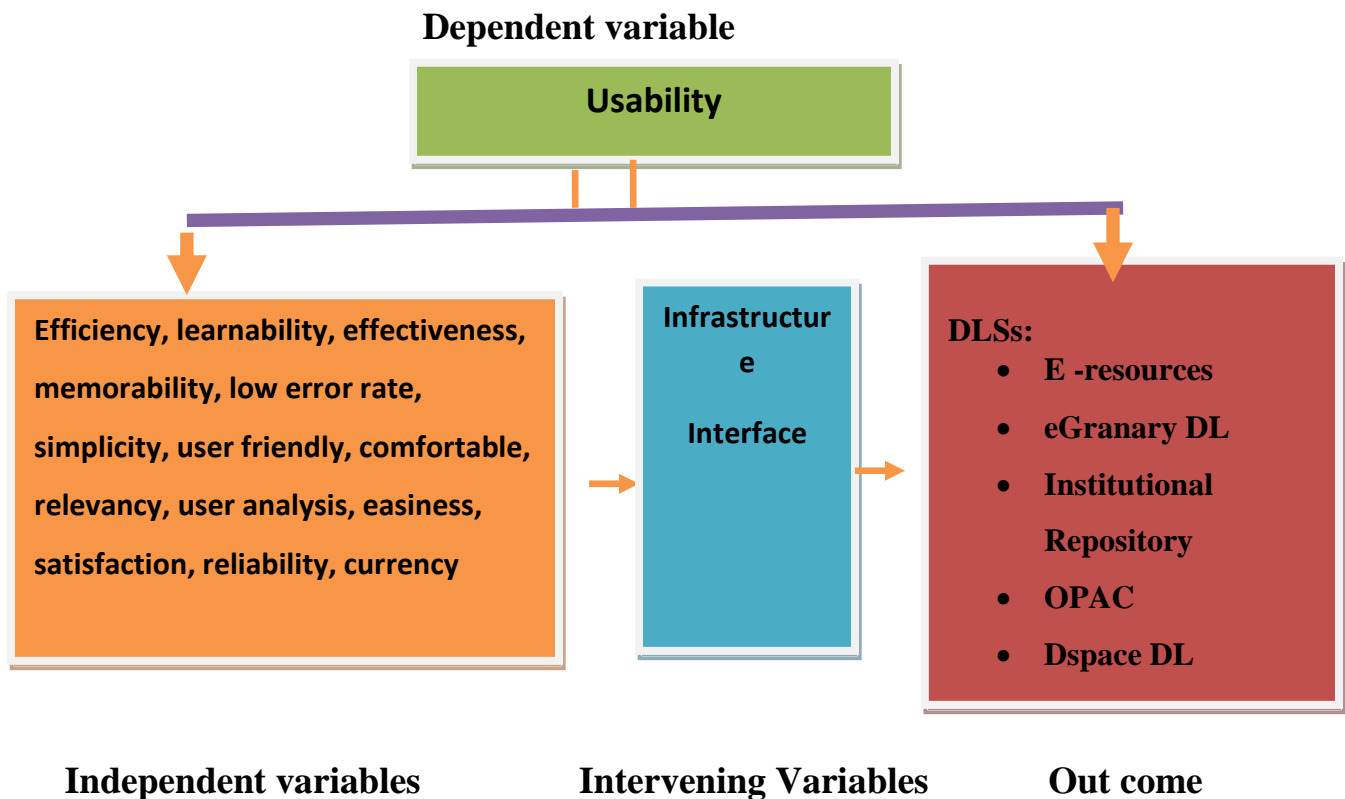 Dependent variable
Usability
Efficiency, learnability, effectiveness,
memorability, low error rate,
simplicity, user friendly, comfortable,
relevancy, user analysis, easiness,
satisfaction, reliability, currency
Infrastructur
e
Interface
DLSs:
• E -resources
• eGranary DL
• Institutional
Repository
• OPAC
• Dspace DL
Independent variables
Intervening Variables
Out come